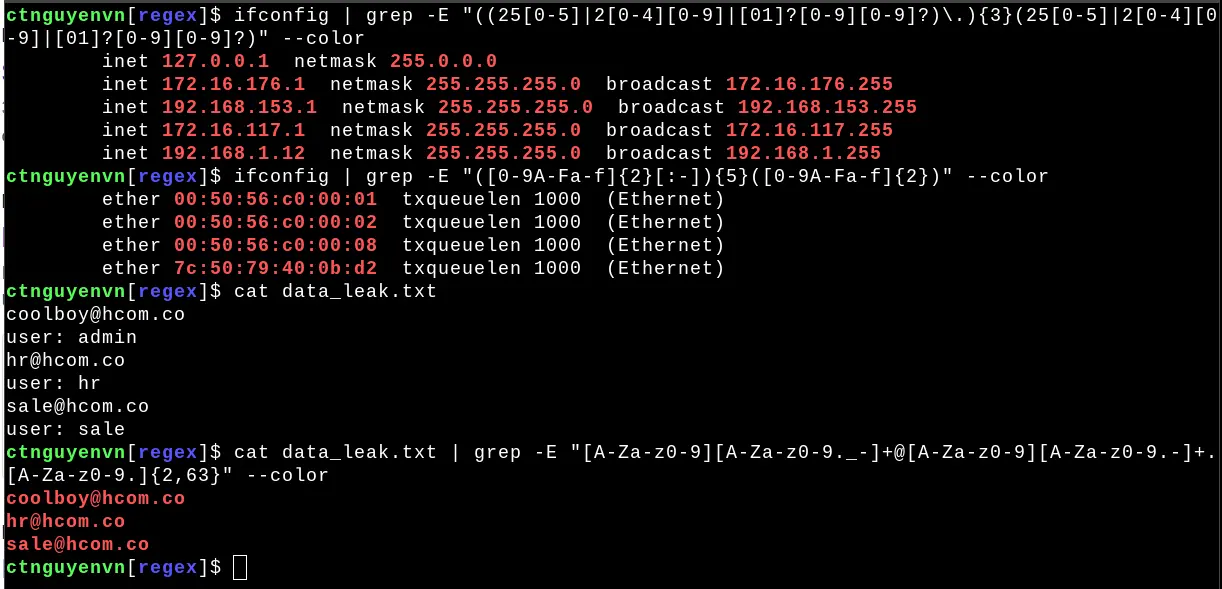 ctnguyenvn[regex]$ ifconfig | grep -E "((25[0-5]|2[0-4][0-9]|[01]?[0-9][0-9]?)\.){3}(25[0-5]|2[0-4][0
-9]|[01]?[0-9][0-9]?)" --color
        inet 127.0.0.1  netmask 255.0.0.0
        inet 172.16.176.1  netmask 255.255.255.0  broadcast 172.16.176.255
        inet 192.168.153.1  netmask 255.255.255.0  broadcast 192.168.153.255
        inet 172.16.117.1  netmask 255.255.255.0  broadcast 172.16.117.255
        inet 192.168.1.12  netmask 255.255.255.0  broadcast 192.168.1.255
ctnguyenvn[regex]$ ifconfig | grep -E "([0-9A-Fa-f]{2}[:-]){5}([0-9A-Fa-f]{2})" --color
        ether 00:50:56:c0:00:01  txqueuelen 1000  (Ethernet)
        ether 00:50:56:c0:00:02  txqueuelen 1000  (Ethernet)
        ether 00:50:56:c0:00:08  txqueuelen 1000  (Ethernet)
        ether 7c:50:79:40:0b:d2  txqueuelen 1000  (Ethernet)
ctnguyenvn[regex]$ cat data_leak.txt
coolboy@hcom.co
user: admin
hr@hcom.co
user: hr
sale@hcom.co
user: sale
ctnguyenvn[regex]$ cat data_leak.txt | grep -E "[A-Za-z0-9][A-Za-z0-9._-]+@[A-Za-z0-9][A-Za-z0-9.-]+.
[A-Za-z0-9.]{2,63}" --color
coolboy@hcom.co
hr@hcom.co
sale@hcom.co
ctnguyenvn[regex]$